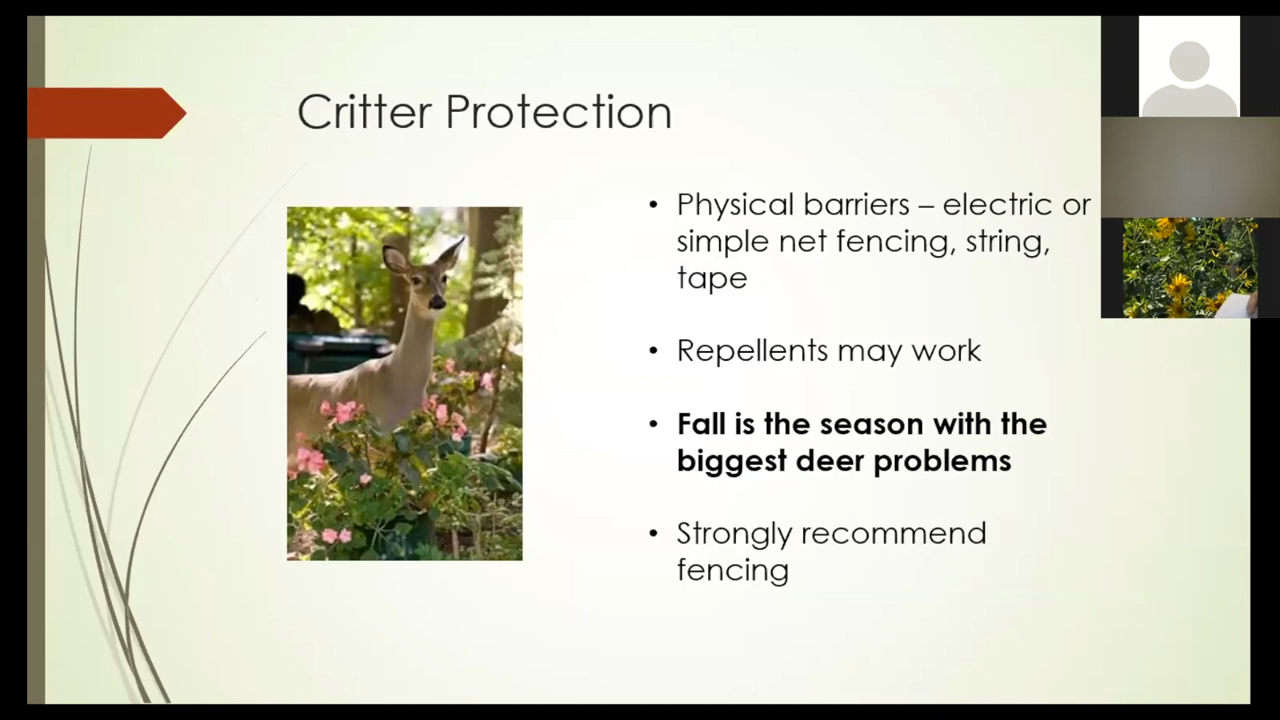 Critter Protection
• Physical barriers – electric or
simple net fencing, string,
tape
• Repellents may work
• Fall is the season with the
biggest deer problems
• Strongly recommend
fencing